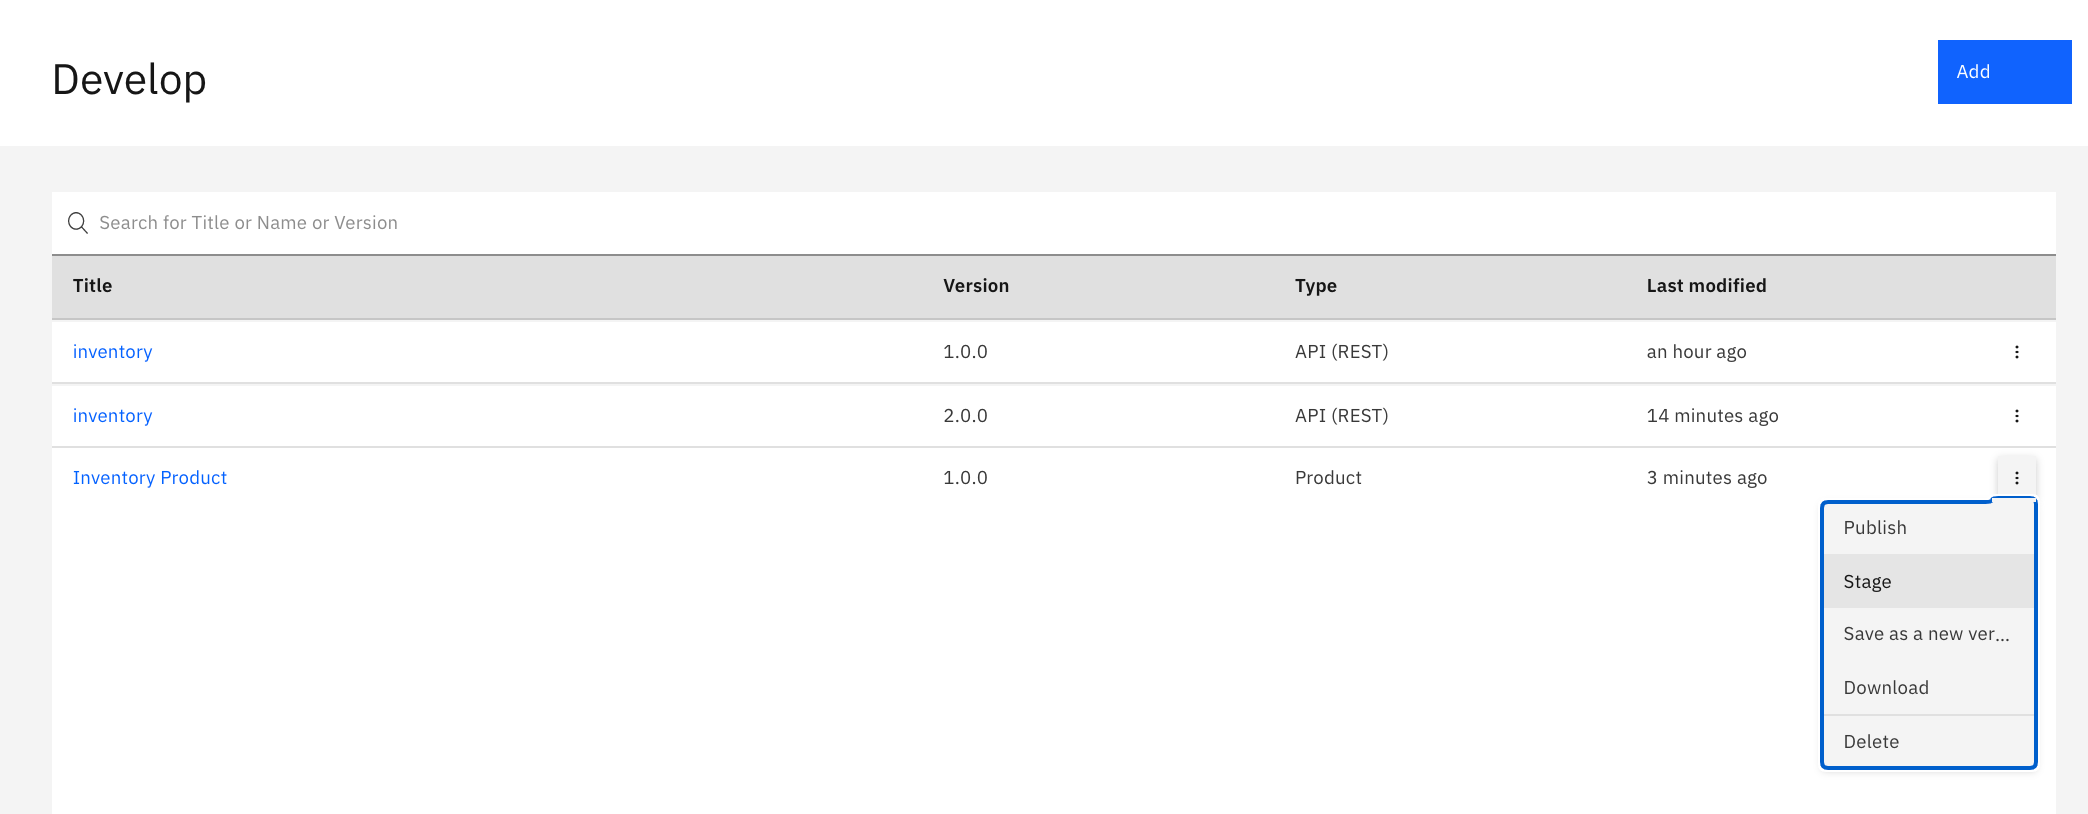 Develop
Add
Search for Title or Name or Version
Title Version Type Last modified
inventory 1.0.0 API (REST) an hour ago
inventory 2.0.0 API (REST) 14 minutes ago
Inventory Product 1.0.0 Product 3 minutes ago
Publish
Stage
Save as a new ver...
Download
Delete